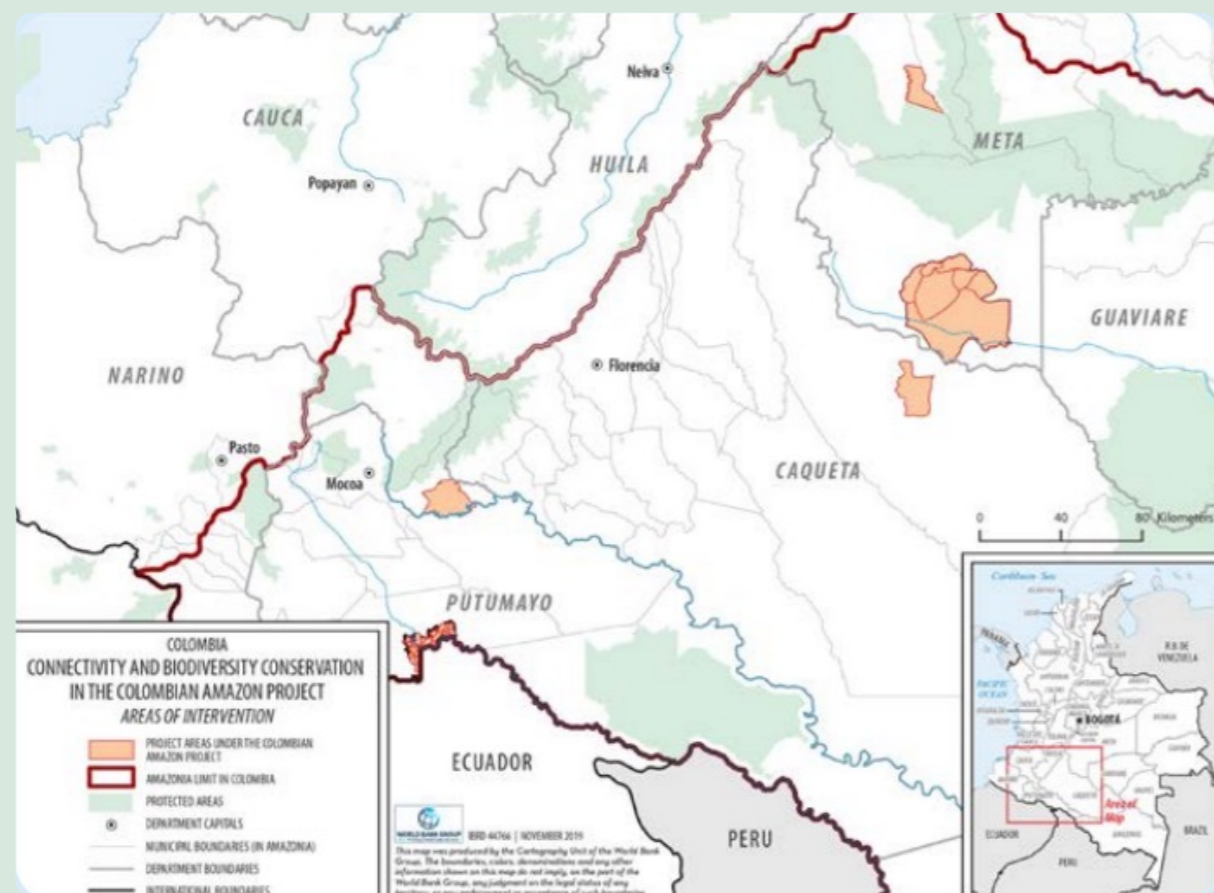 Neiva
CAUCA
META
HUILA
Popayan
GUAVIARE
NARINO
Florencia
Pasto
CAQUETA
Mocoa
0 40 80 Kilometers
PUTUMAYO
COLOMBIA
CONNECTIVITY AND BIODIVERSITY CONSERVATION
IN THE COLOMBIAN AMAZON PROJECT
AREAS OF INTERVENTION
PROJECT AREAS UNDER THE COLOMBIAN
AMAZON PROJECT
AMAZONIA LIMIT IN COLOMBIA
PROTECTED AREAS
DEPARTMENT CAPITALS
MUNICIPAL BOUNDARIES (IN AMAZONIA)
DEPARTMENT BOUNDARIES
INTERNATIONAL BOUNDARIES
ECUADOR
PERU
WORLD BANK GROUP
IBRD 44766 | NOVEMBER 2019
This map was produced by the Cartography Unit of the World Bank
Group. The boundaries, colors, denominations and any other
information shown on this map do not imply, on the part of the
World Bank Group, any judgment on the legal status of any
Caribbean Sea
PANAMA
R.B. DE
VENEZUELA
PACIFIC
OCEAN
BOGOTA
Area of
Map
ECUADOR
PERU
BRAZIL